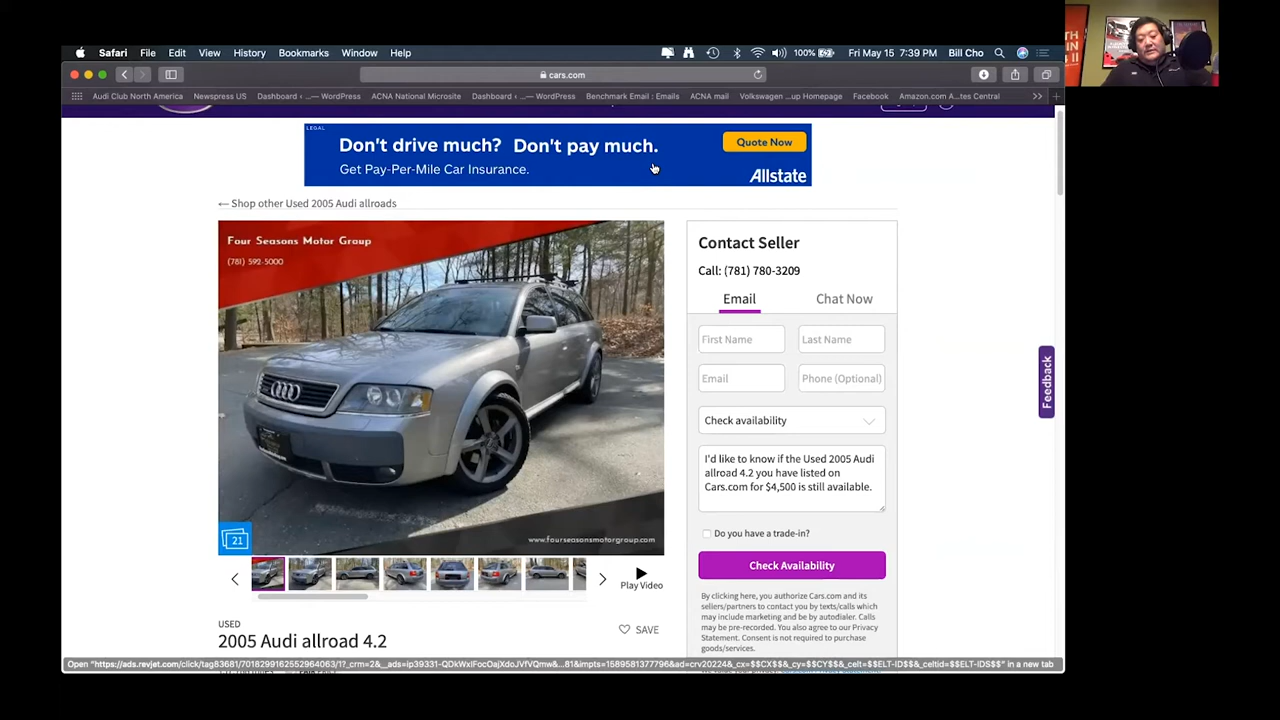 Safari File Edit View History Bookmarks Window Help 100% Fri May 15 7:39 PM Bill Cho
cars.com
Audi Club North America Newspress US Dashboard ‹ ...— WordPress ACNA National Microsite Dashboard ‹ ...— WordPress Benchmark Email : Emails ACNA mail Volkswagen ...up Homepage Facebook Amazon.com A...tes Central
LEGAL
Don't drive much? Don't pay much.
Get Pay-Per-Mile Car Insurance.
Quote Now
Allstate
← Shop other Used 2005 Audi allroads
Four Seasons Motor Group
(781) 592-5000
21
www.fourseasonsmotorgroup.com
Play Video
USED
2005 Audi allroad 4.2
SAVE
Contact Seller
Call: (781) 780-3209
Email Chat Now
First Name Last Name
Email Phone (Optional)
Check availability
I'd like to know if the Used 2005 Audi
allroad 4.2 you have listed on
Cars.com for $4,500 is still available.
Do you have a trade-in?
Check Availability
By clicking here, you authorize Cars.com and its
sellers/partners to contact you by texts/calls which
may include marketing and be by autodialer. Calls
may be pre-recorded. You also agree to our Privacy
Statement. Consent is not required to purchase
goods/services.
Feedback